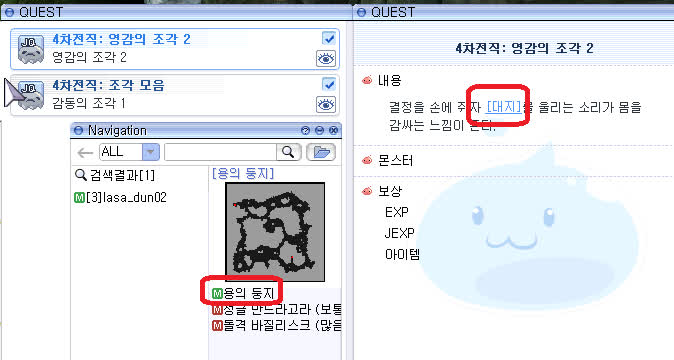 QUEST
4차전직: 영감의 조각 2
영감의 조각 2
4차전직: 조각 모음
감동의 조각 1
Navigation
ALL
검색결과[1]
[3]lasa_dun02
[용의 둥지]
M용의 둥지
M정글 만드라고라 (보통
M돌격 바질리스크 (많음
QUEST
4차전직: 영감의 조각 2
내용
결정을 손에 쥐자 [대지]를 울리는 소리가 몸을
감싸는 느낌이 든다.
몬스터
보상
EXP
JEXP
아이템